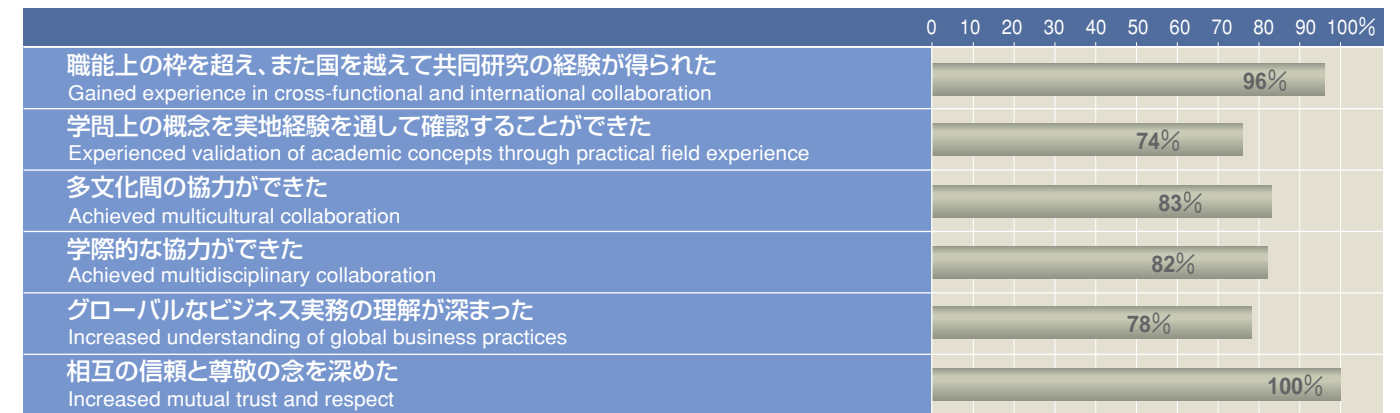 0 10 20 30 40 50 60 70 80 90 100%
職能上の枠を超え、また国を越えて共同研究の経験が得られた
Gained experience in cross-functional and international collaboration
96%
学問上の概念を実地経験を通して確認することができた
Experienced validation of academic concepts through practical field experience
74%
多文化間の協力ができた
Achieved multicultural collaboration
83%
学際的な協力ができた
Achieved multidisciplinary collaboration
82%
グローバルなビジネス実務の理解が深まった
Increased understanding of global business practices
78%
相互の信頼と尊敬の念を深めた
Increased mutual trust and respect
100%